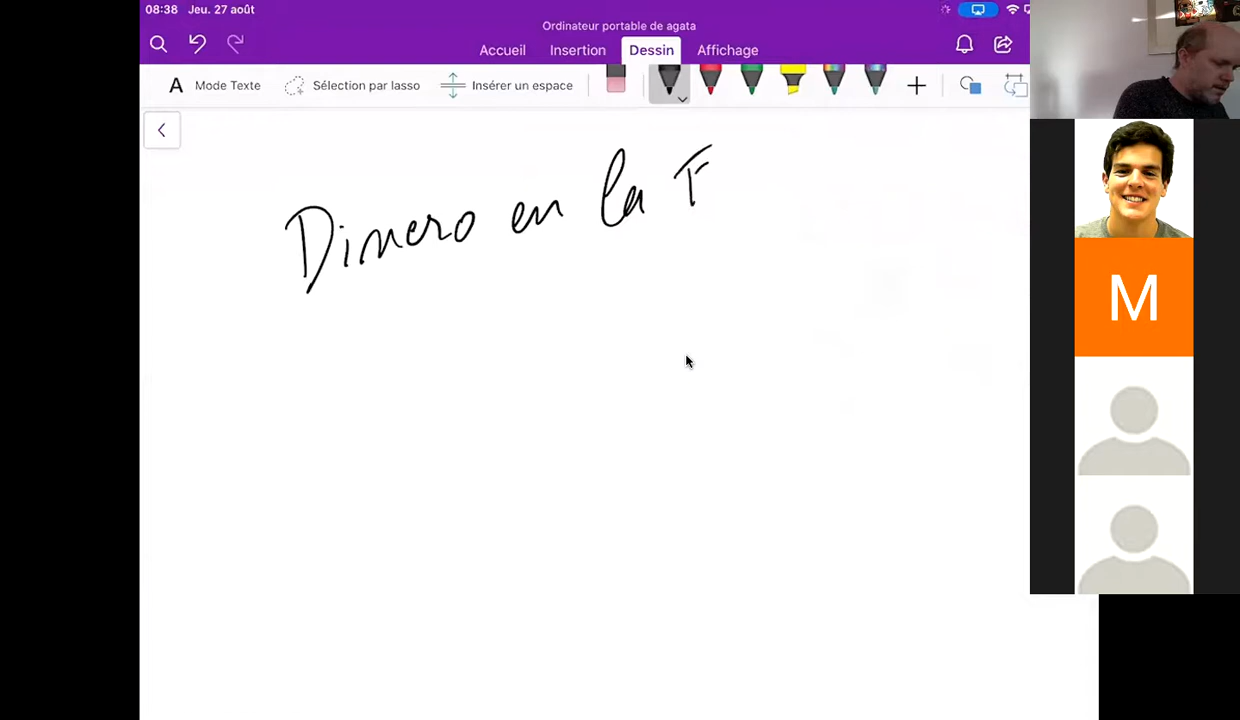 08:38 Jeu. 27 août
Ordinateur portable de agata
Accueil Insertion Dessin Affichage
A Mode Texte Sélection par lasso Insérer un espace
Dinero en la F
M